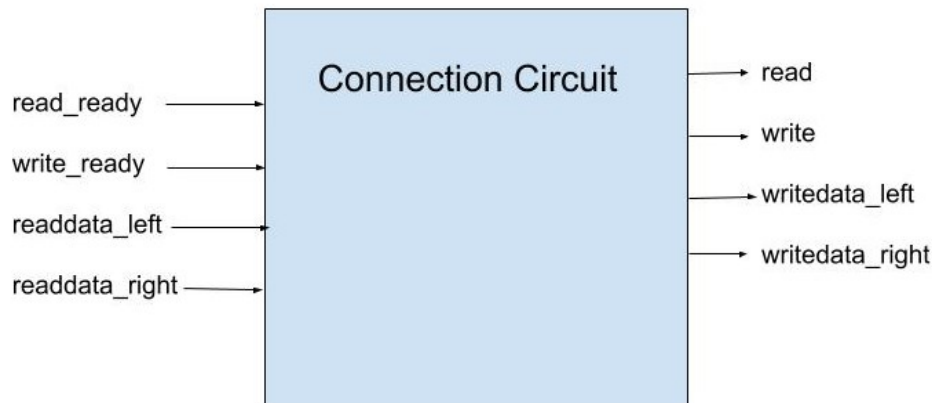 Connection Circuit
read_ready
write_ready
readdata_left
readdata_right
read
write
writedata_left
writedata_right